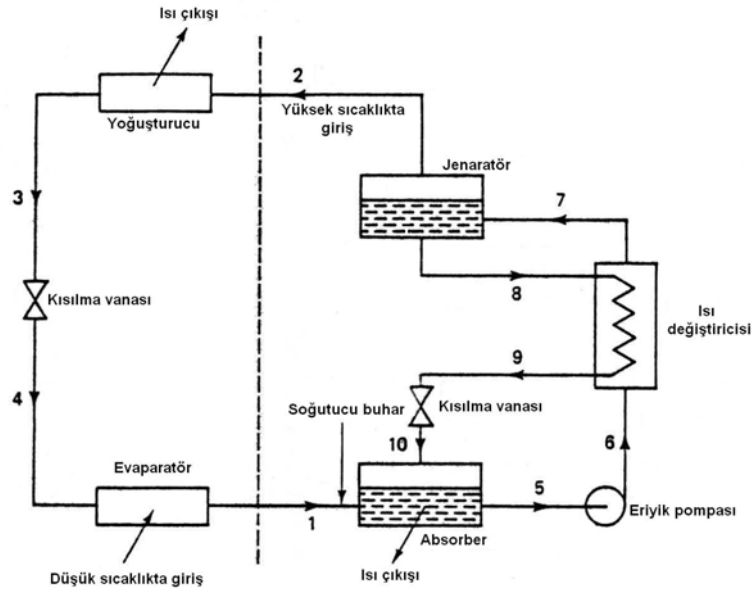 Isı çıkışı
2
Yoğuşturucu
Yüksek sıcaklıkta
giriş
Jenaratör
3
7
8
Kısılma vanası
Isı
değiştiricisi
9
4
Soğutucu buhar
Kısılma vanası
10
6
Evaparatör
1
5
Eriyik pompası
Absorber
Düşük sıcaklıkta giriş
Isı çıkışı